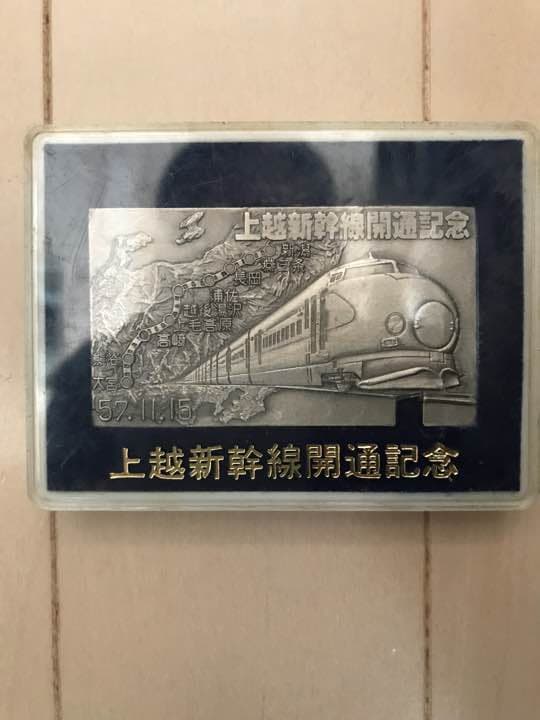 上越新幹線開通記念
新潟
燕三条
長岡
浦佐
越後湯沢
上毛高原
高崎
熊谷
大宮
57.11.15
上越新幹線開通記念